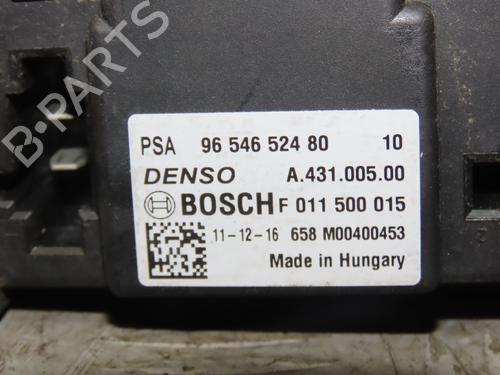 PSA 96 546 524 80 10
DENSO A.431.005.00
BOSCH F 011 500 015
11-12-16 658 M00400453
Made in Hungary
B-PARTS